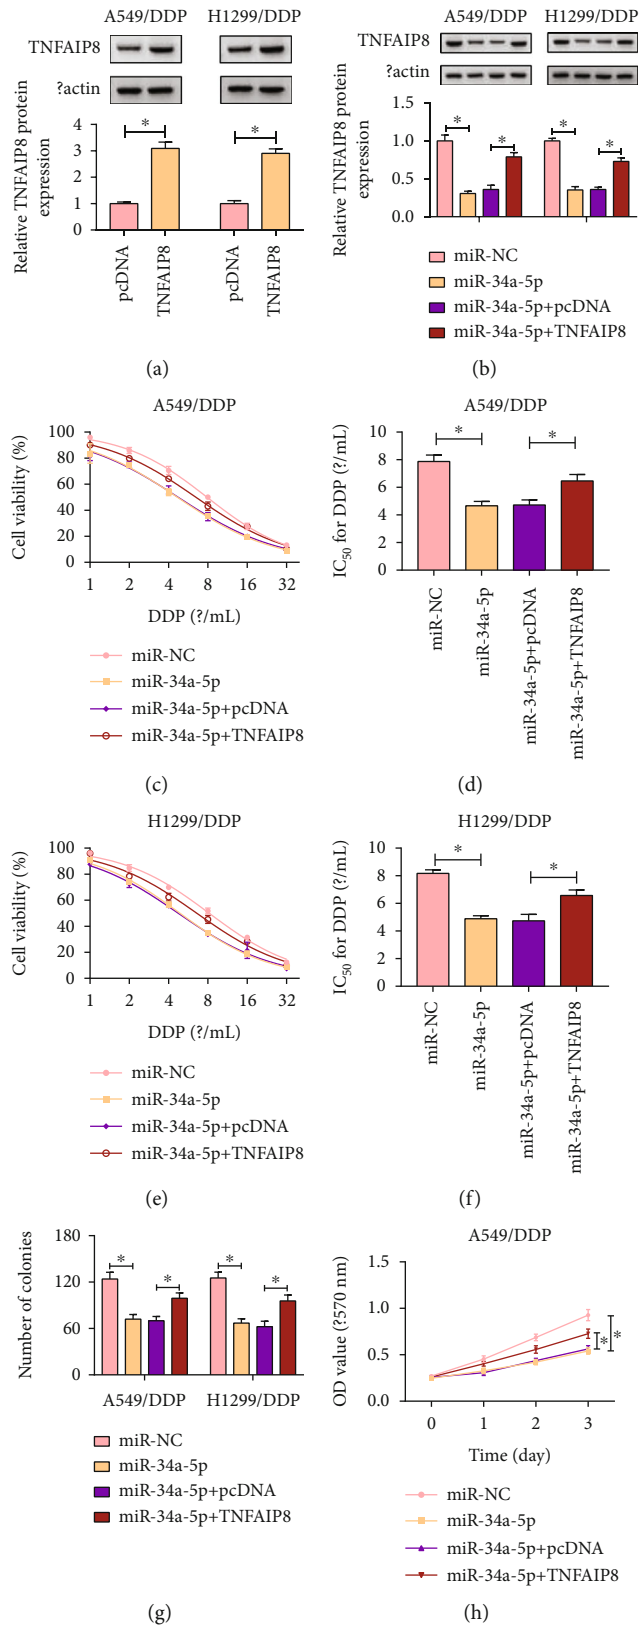 A549/DDP H1299/DDP
TNFAIP8
?actin
Relative TNFAIP8 protein
expression
4
3
2
1
0
* *
pcDNA
TNFAIP8
pcDNA
TNFAIP8
(a)
A549/DDP H1299/DDP
TNFAIP8
?actin
Relative TNFAIP8 protein
expression
1.5
1.0
0.5
0.0
* * * *
miR-NC
miR-34a-5p
miR-34a-5p+pcDNA
miR-34a-5p+TNFAIP8
(b)
A549/DDP
Cell viability (%)
100
80
60
40
20
0
1 2 4 8 16 32
DDP (?/mL)
miR-NC
miR-34a-5p
miR-34a-5p+pcDNA
miR-34a-5p+TNFAIP8
(c)
A549/DDP
IC50 for DDP (?/mL)
10
8
6
4
2
0
* *
miR-NC
miR-34a-5p
miR-34a-5p+pcDNA
miR-34a-5p+TNFAIP8
(d)
H1299/DDP
Cell viability (%)
100
80
60
40
20
0
1 2 4 8 16 32
DDP (?/mL)
miR-NC
miR-34a-5p
miR-34a-5p+pcDNA
miR-34a-5p+TNFAIP8
(e)
H1299/DDP
IC50 for DDP (?/mL)
10
8
6
4
2
0
* *
miR-NC
miR-34a-5p
miR-34a-5p+pcDNA
miR-34a-5p+TNFAIP8
(f)
Number of colonies
180
120
60
0
* * * *
A549/DDP H1299/DDP
miR-NC
miR-34a-5p
miR-34a-5p+pcDNA
miR-34a-5p+TNFAIP8
(g)
A549/DDP
OD value (?570 nm)
1.5
1.0
0.5
0.0
* *
0 1 2 3
Time (day)
miR-NC
miR-34a-5p
miR-34a-5p+pcDNA
miR-34a-5p+TNFAIP8
(h)